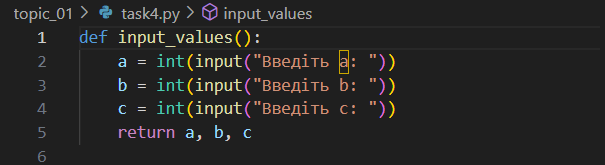 topic_01 > task4.py > input_values
1 def input_values():
2     a = int(input("Введіть a: "))
3     b = int(input("Введіть b: "))
4     c = int(input("Введіть c: "))
5     return a, b, c
6